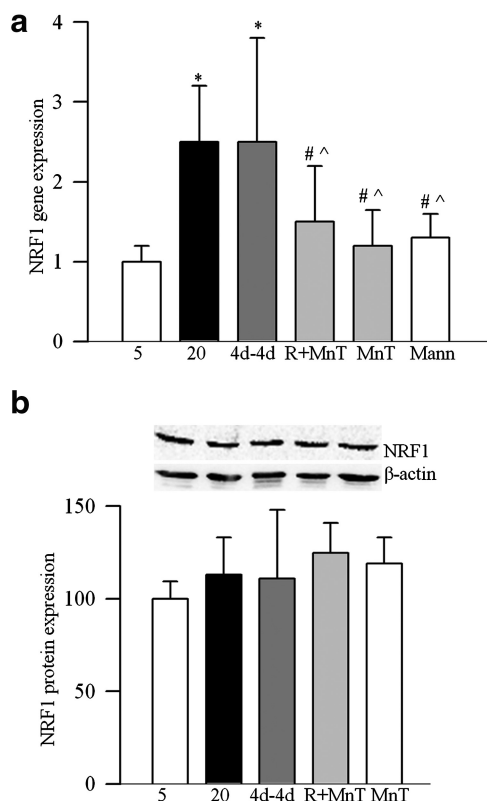 a
NRF1 gene expression
4
3
2
1
0
*
*
# ^
# ^
# ^
5 20 4d-4d R+MnT MnT Mann
b
NRF1
β-actin
NRF1 protein expression
150
100
50
0
5 20 4d-4d R+MnT MnT